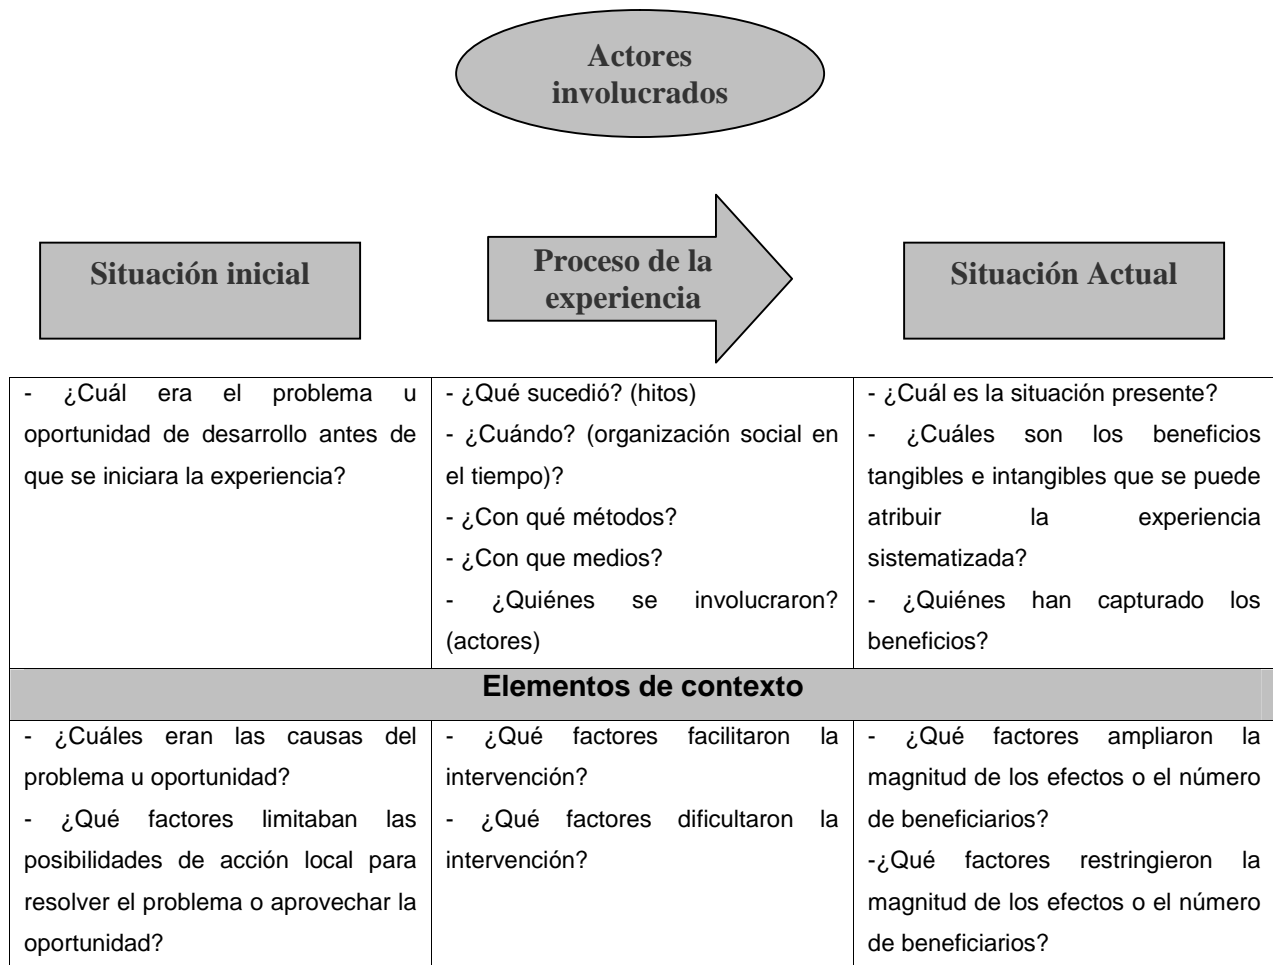 Actores
involucrados
Situación inicial
Proceso de la
experiencia
Situación Actual
- ¿Cuál era el problema u
oportunidad de desarrollo antes de
que se iniciara la experiencia?
- ¿Qué sucedió? (hitos)
- ¿Cuándo? (organización social en
el tiempo)?
- ¿Con qué métodos?
- ¿Con que medios?
- ¿Quiénes se involucraron?
(actores)
- ¿Cuál es la situación presente?
- ¿Cuáles son los beneficios
tangibles e intangibles que se puede
atribuir la experiencia
sistematizada?
- ¿Quiénes han capturado los
beneficios?
Elementos de contexto
- ¿Cuáles eran las causas del
problema u oportunidad?
- ¿Qué factores limitaban las
posibilidades de acción local para
resolver el problema o aprovechar la
oportunidad?
- ¿Qué factores facilitaron la
intervención?
- ¿Qué factores dificultaron la
intervención?
- ¿Qué factores ampliaron la
magnitud de los efectos o el número
de beneficiarios?
-¿Qué factores restringieron la
magnitud de los efectos o el número
de beneficiarios?